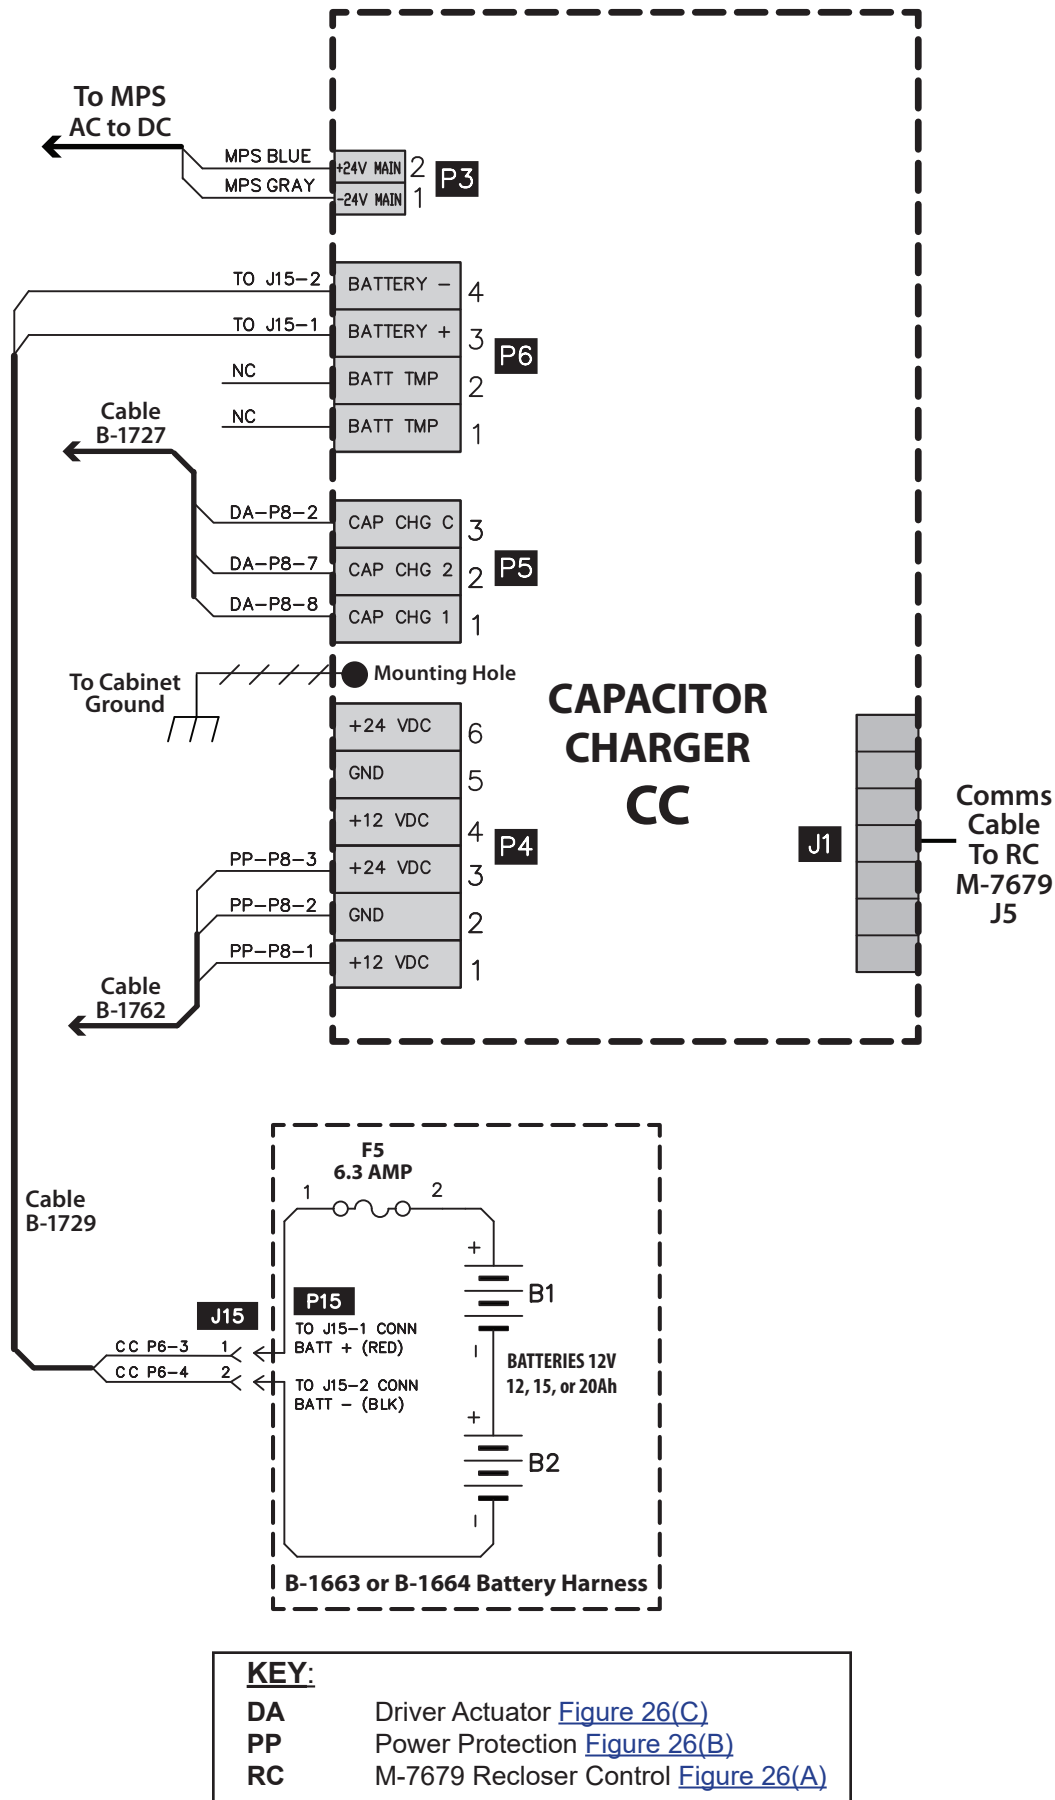 To MPS
AC to DC
MPS BLUE
+24V MAIN
2
P3
MPS GRAY
-24V MAIN
1
TO J15-2
BATTERY -
4
TO J15-1
BATTERY +
3
P6
NC
BATT TMP
2
NC
BATT TMP
1
Cable
B-1727
DA-P8-2
CAP CHG C
3
DA-P8-7
CAP CHG 2
2
P5
DA-P8-8
CAP CHG 1
1
To Cabinet
Ground
Mounting Hole
CAPACITOR
CHARGER
CC
+24 VDC
6
GND
5
+12 VDC
4
P4
PP-P8-3
+24 VDC
3
PP-P8-2
GND
2
PP-P8-1
+12 VDC
1
Cable
B-1762
J1
Comms
Cable
To RC
M-7679
J5
Cable
B-1729
F5
6.3 AMP
1
2
+
B1
-
J15
P15
TO J15-1 CONN
BATT + (RED)
CC P6-3 1
CC P6-4 2
TO J15-2 CONN
BATT - (BLK)
BATTERIES 12V
12, 15, or 20Ah
+
B2
-
B-1663 or B-1664 Battery Harness
KEY:
DA Driver Actuator Figure 26(C)
PP Power Protection Figure 26(B)
RC M-7679 Recloser Control Figure 26(A)